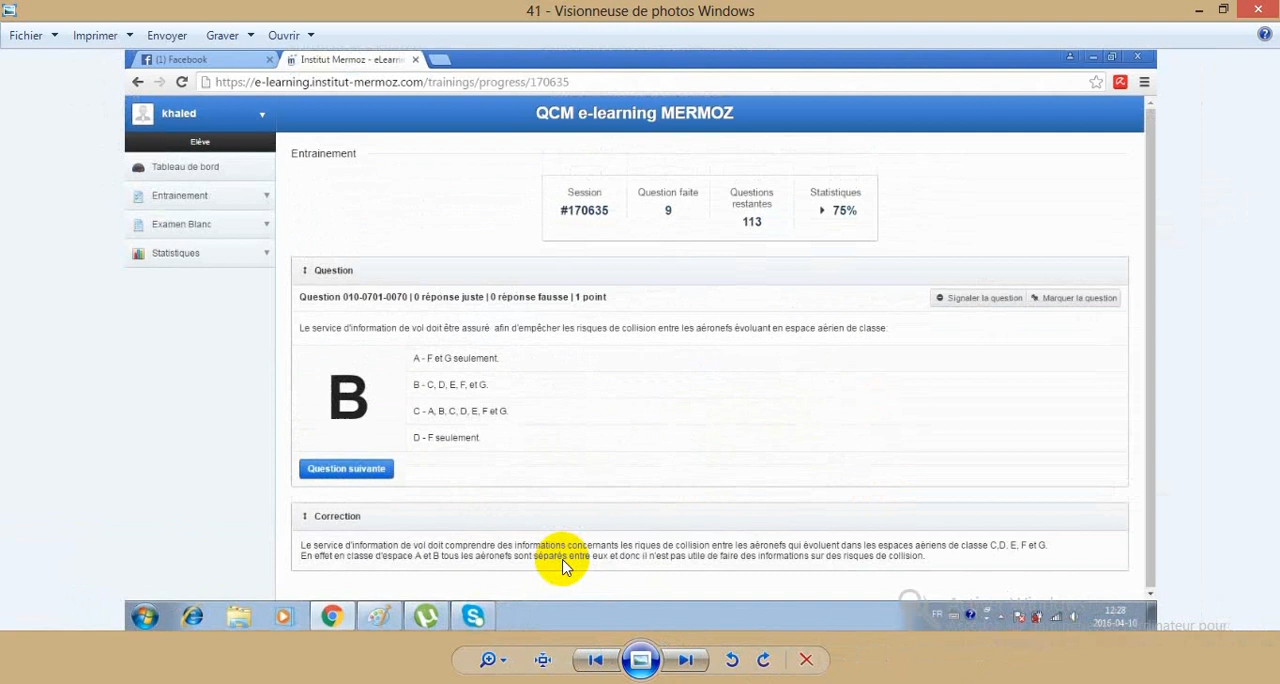 41 - Visionneuse de photos Windows
Fichier Imprimer Envoyer Graver Ouvrir
(1) Facebook Institut Mermoz - eLearn
https://e-learning.institut-mermoz.com/trainings/progress/170635
khaled
QCM e-learning MERMOZ
Elève
Tableau de bord
Entrainement
Examen Blanc
Statistiques
Entrainement
Session Question faite Questions restantes Statistiques
#170635 9 113 75%
Question
Question 010-0701-0070 | 0 réponse juste | 0 réponse fausse | 1 point
Signaler la question Marquer la question
Le service d'information de vol doit être assuré afin d'empêcher les risques de collision entre les aéronefs évoluant en espace aérien de classe
B
A - F et G seulement.
B - C, D, E, F, et G.
C - A, B, C, D, E, F et G.
D - F seulement
Question suivante
Correction
Le service d'information de vol doit comprendre des informations concernants les riques de collision entre les aéronefs qui évoluent dans les espaces aériens de classe C,D, E, F et G.
En effet en classe d'espace A et B tous les aéronefs sont séparés entre eux et donc il n'est pas utile de faire des informations sur des risques de collision.
FR
12:28
2016-04-10